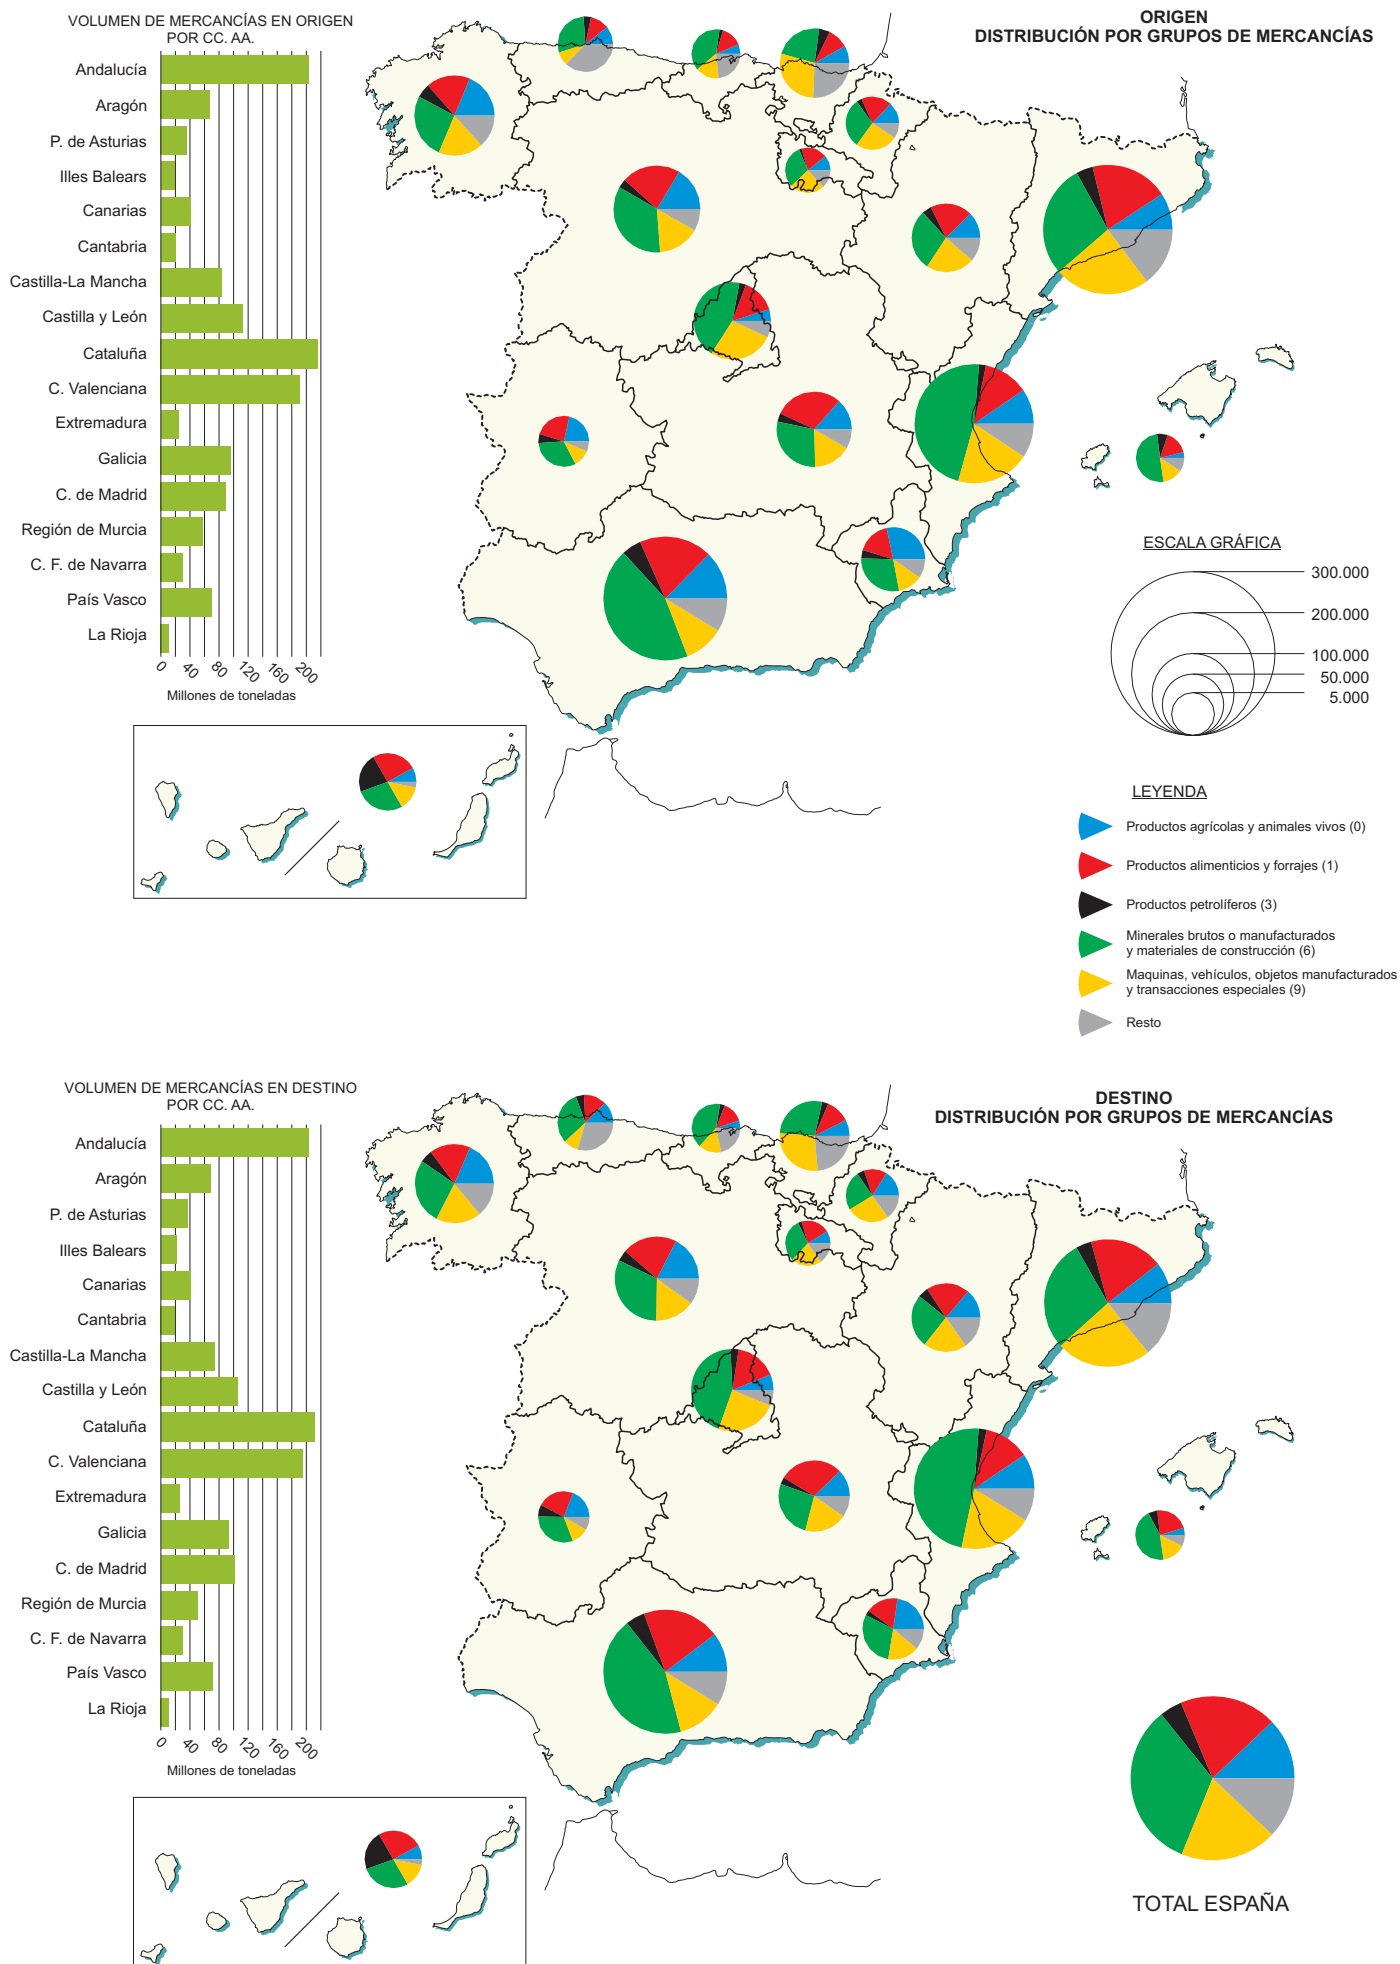 VOLUMEN DE MERCANCÍAS EN ORIGEN
POR CC. AA.
Andalucía
Aragón
P. de Asturias
Illes Balears
Canarias
Cantabria
Castilla-La Mancha
Castilla y León
Cataluña
C. Valenciana
Extremadura
Galicia
C. de Madrid
Región de Murcia
C. F. de Navarra
País Vasco
La Rioja
0 40 80 120 160 200
Millones de toneladas
ORIGEN
DISTRIBUCIÓN POR GRUPOS DE MERCANCÍAS
ESCALA GRÁFICA
300.000
200.000
100.000
50.000
5.000
LEYENDA
Productos agrícolas y animales vivos (0)
Productos alimenticios y forrajes (1)
Productos petrolíferos (3)
Minerales brutos o manufacturados
y materiales de construcción (6)
Maquinas, vehículos, objetos manufacturados
y transacciones especiales (9)
Resto
VOLUMEN DE MERCANCÍAS EN DESTINO
POR CC. AA.
Andalucía
Aragón
P. de Asturias
Illes Balears
Canarias
Cantabria
Castilla-La Mancha
Castilla y León
Cataluña
C. Valenciana
Extremadura
Galicia
C. de Madrid
Región de Murcia
C. F. de Navarra
País Vasco
La Rioja
0 40 80 120 160 200
Millones de toneladas
DESTINO
DISTRIBUCIÓN POR GRUPOS DE MERCANCÍAS
TOTAL ESPAÑA